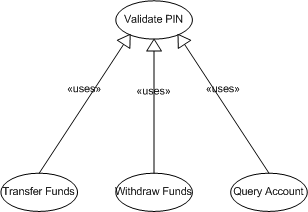 Validate PIN
«uses»
«uses»
«uses»
Transfer Funds
Withdraw Funds
Query Account